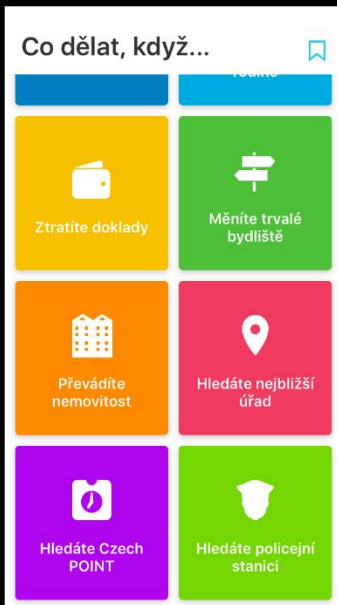 Co dělat, když...
Ztratíte doklady
Měníte trvalé
bydliště
Převádíte
nemovitost
Hledáte nejbližší
úřad
Hledáte Czech
POINT
Hledáte policejní
stanici